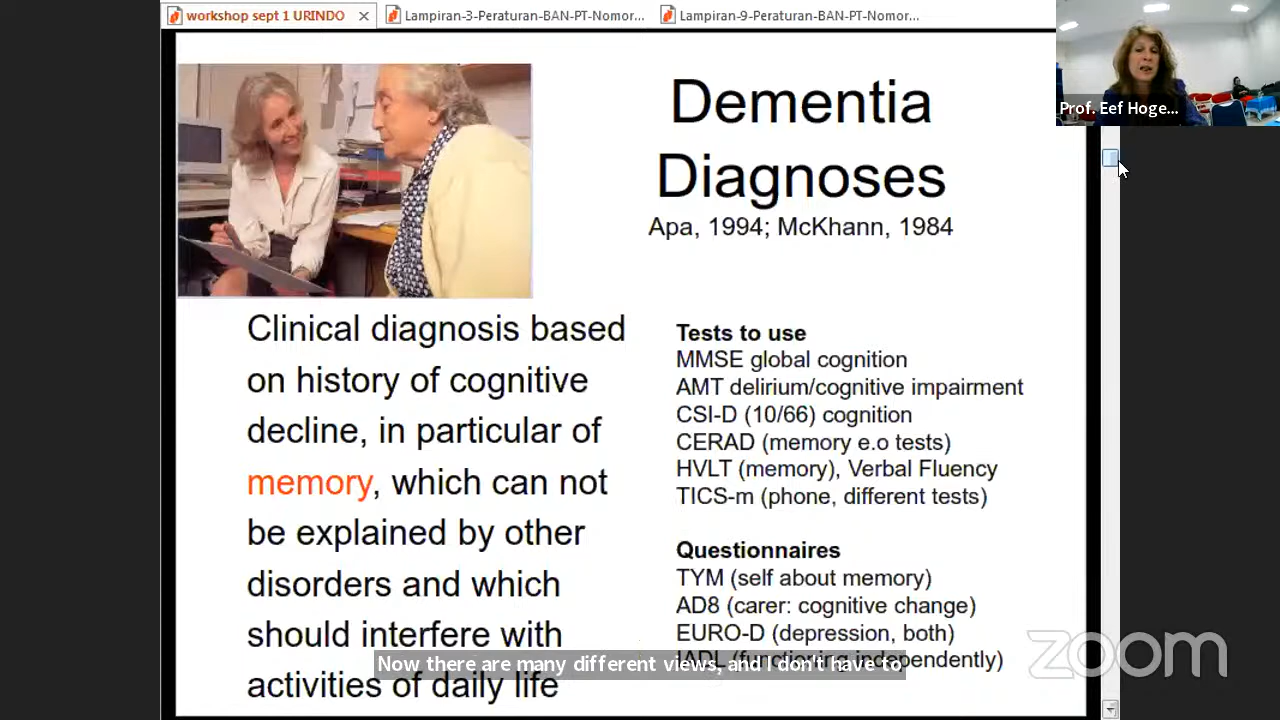 workshop sept 1 URINDO
Lampiran-3-Peraturan-BAN-PT-Nomor...
Lampiran-9-Peraturan-BAN-PT-Nomor...
Prof. Eef Hoge...
Dementia
Diagnoses
Apa, 1994; McKhann, 1984
Clinical diagnosis based
on history of cognitive
decline, in particular of
memory, which can not
be explained by other
disorders and which
should interfere with
activities of daily life
Tests to use
MMSE global cognition
AMT delirium/cognitive impairment
CSI-D (10/66) cognition
CERAD (memory e.o tests)
HVLT (memory), Verbal Fluency
TICS-m (phone, different tests)
Questionnaires
TYM (self about memory)
AD8 (carer: cognitive change)
EURO-D (depression, both)
IADL (functioning independently)
Now there are many different views, and I don't have to
zoom